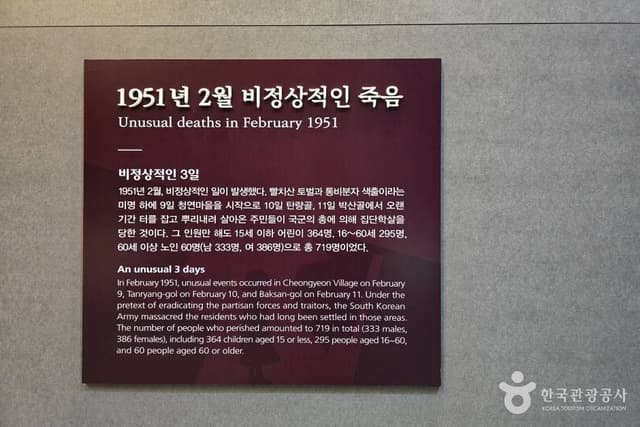 1951년 2월 비정상적인 죽음
Unusual deaths in February 1951
비정상적인 3일
1951년 2월, 비정상적인 일이 발생했다. 빨치산 토벌과 통비분자 색출이라는
미명 하에 9일 청연마을을 시작으로 10일 탄량골, 11일 박산골에서 오랜
기간 터를 잡고 뿌리내려 살아온 주민들이 국군의 총에 의해 집단학살을
당한 것이다. 그 인원만 해도 15세 이하 어린이 364명, 16~60세 295명,
60세 이상 노인 60명(남 333명, 여 386명)으로 총 719명이었다.
An unusual 3 days
In February 1951, unusual events occurred in Cheongyeon Village on February
9, Tanryang-gol on February 10, and Baksan-gol on February 11. Under the
pretext of eradicating the partisan forces and traitors, the South Korean
Army massacred the residents who had long been settled in those areas.
The number of people who perished amounted to 719 in total (333 males,
386 females), including 364 children aged 15 or less, 295 people aged 16~60,
and 60 people aged 60 or older.
한국관광공사
KOREA TOURISM ORGANIZATION